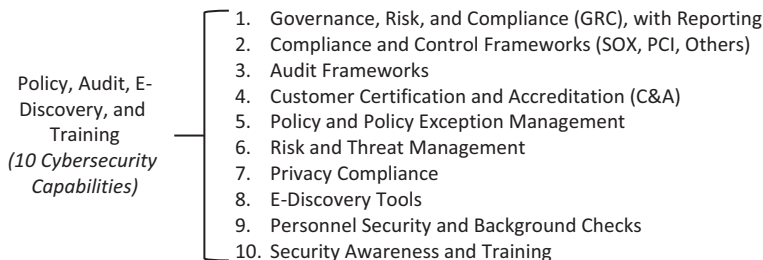 Policy, Audit, E-
Discovery, and
Training
(10 Cybersecurity
Capabilities)
1. Governance, Risk, and Compliance (GRC), with Reporting
2. Compliance and Control Frameworks (SOX, PCI, Others)
3. Audit Frameworks
4. Customer Certification and Accreditation (C&A)
5. Policy and Policy Exception Management
6. Risk and Threat Management
7. Privacy Compliance
8. E-Discovery Tools
9. Personnel Security and Background Checks
10. Security Awareness and Training